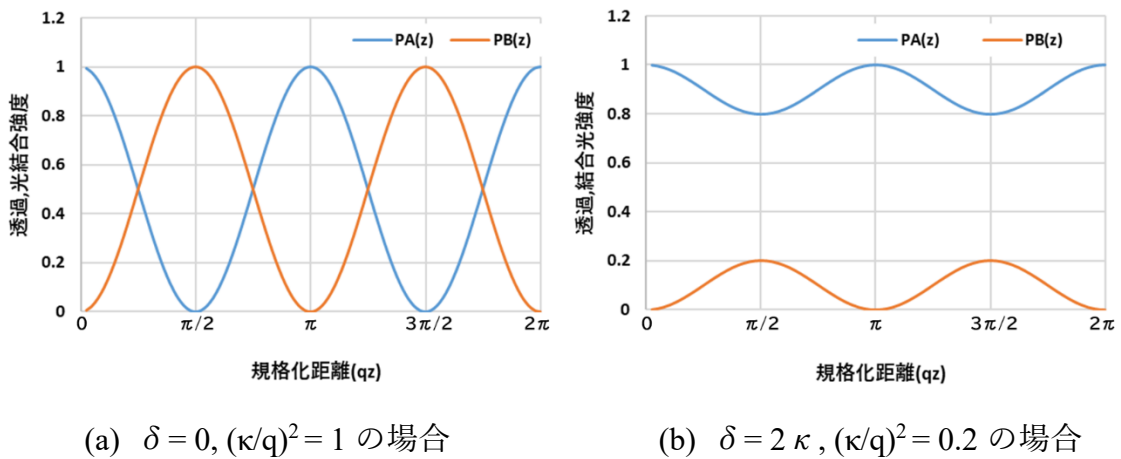 PA(z) PB(z)
1.2
1
0.8
0.6
0.4
0.2
0
透過,光結合強度
0 π/2 π 3π/2 2π
規格化距離(qz)
(a) δ = 0, (κ/q)² = 1 の場合
PA(z) PB(z)
1.2
1
0.8
0.6
0.4
0.2
0
透過,結合光強度
0 π/2 π 3π/2 2π
規格化距離(qz)
(b) δ = 2 κ , (κ/q)² = 0.2 の場合